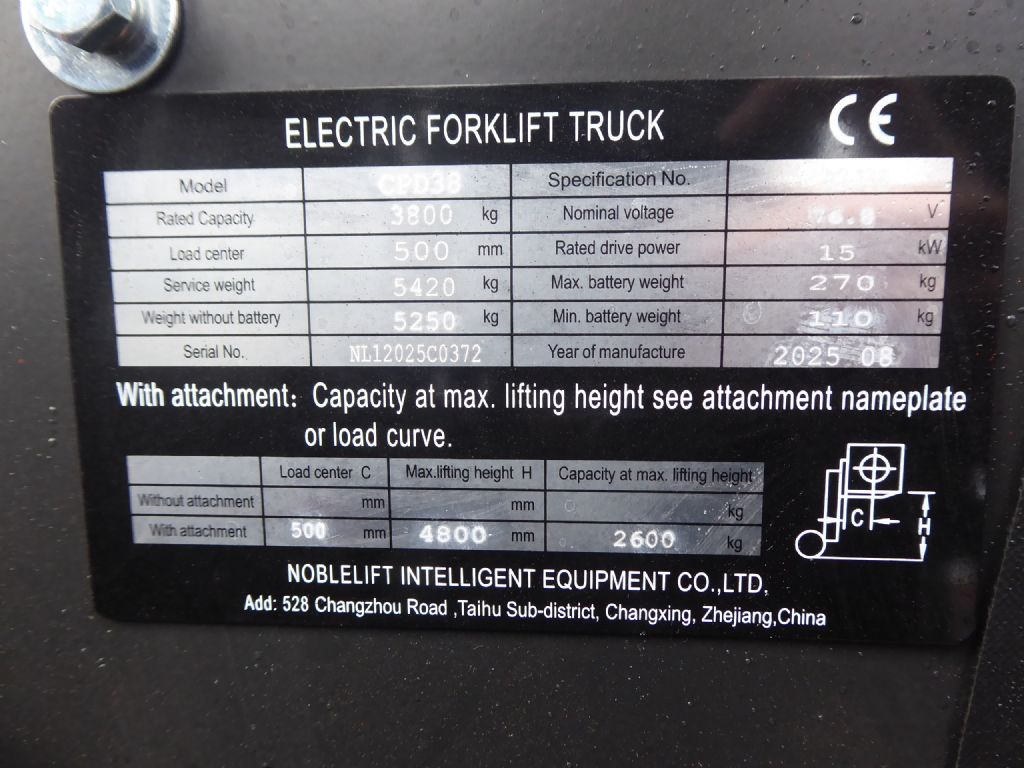 ELECTRIC FORKLIFT TRUCK CE
Model CPD38 Specification No.
Rated Capacity 3800 kg Nominal voltage 76.8 V
Load center 500 mm Rated drive power 15 kW
Service weight 5420 kg Max. battery weight 270 kg
Weight without battery 5250 kg Min. battery weight 110 kg
Serial No. NL12025C0372 Year of manufacture 2025 08
With attachment: Capacity at max. lifting height see attachment nameplate
or load curve.
Load center C Max.lifting height H Capacity at max. lifting height
Without attachment mm mm kg
With attachment 500 mm 4800 mm 2600 kg
C H
NOBLELIFT INTELLIGENT EQUIPMENT CO.,LTD,
Add: 528 Changzhou Road ,Taihu Sub-district, Changxing, Zhejiang,China